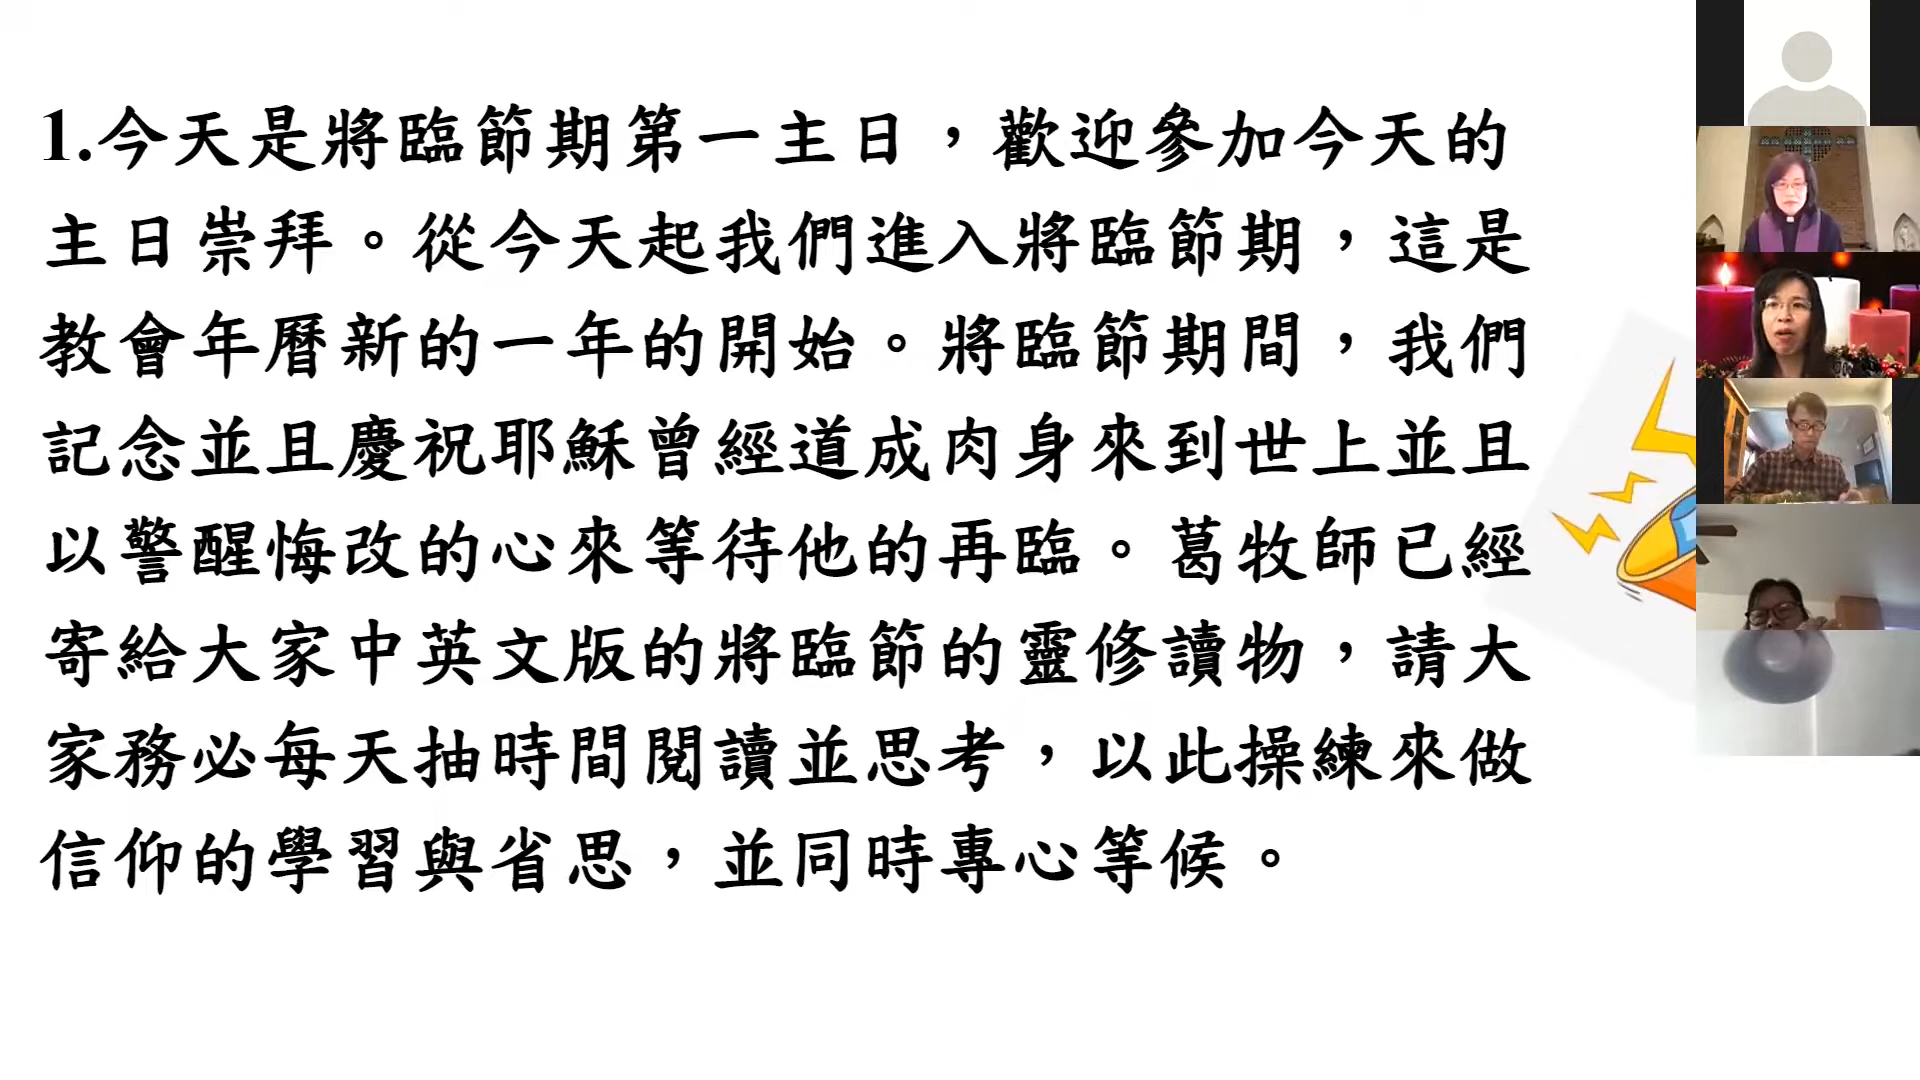 1.今天是將臨節期第一主日，歡迎參加今天的
主日崇拜。從今天起我們進入將臨節期，這是
教會年曆新的一年的開始。將臨節期間，我們
記念並且慶祝耶穌曾經道成肉身來到世上並且
以警醒悔改的心來等待他的再臨。葛牧師已經
寄給大家中英文版的將臨節的靈修讀物，請大
家務必每天抽時間閱讀並思考，以此操練來做
信仰的學習與省思，並同時專心等候。